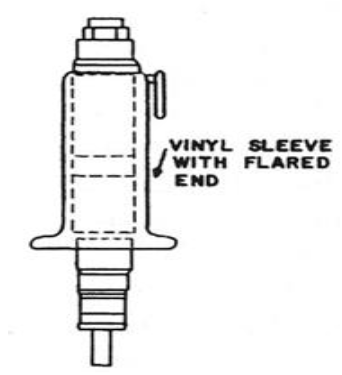 VINYL SLEEVE
WITH FLARED
END